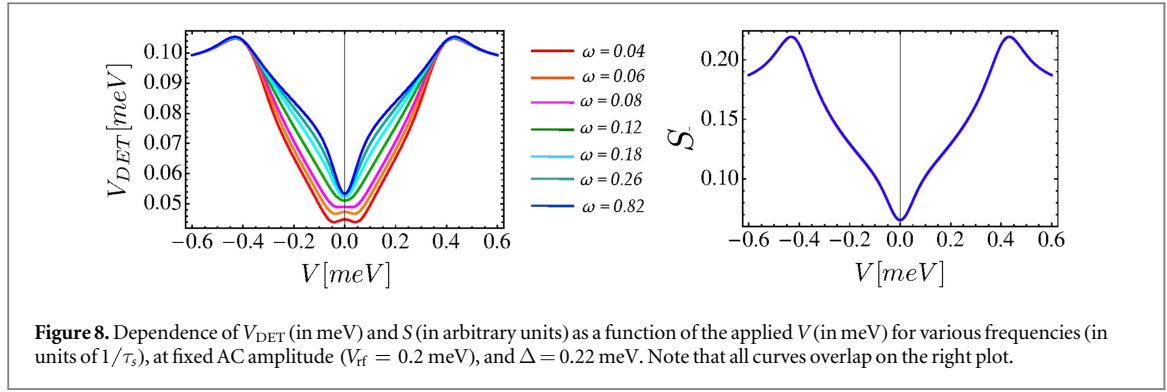 0.10
0.09
0.08
0.07
0.06
0.05
V_DET [meV]
−0.6 −0.4 −0.2 0.0 0.2 0.4 0.6
V [meV]
ω = 0.04
ω = 0.06
ω = 0.08
ω = 0.12
ω = 0.18
ω = 0.26
ω = 0.82
0.20
0.15
0.10
S
−0.6 −0.4 −0.2 0.0 0.2 0.4 0.6
V [meV]
Figure 8. Dependence of V_DET (in meV) and S (in arbitrary units) as a function of the applied V (in meV) for various frequencies (in
units of 1/τ_s), at fixed AC amplitude (V_rf = 0.2 meV), and Δ = 0.22 meV. Note that all curves overlap on the right plot.